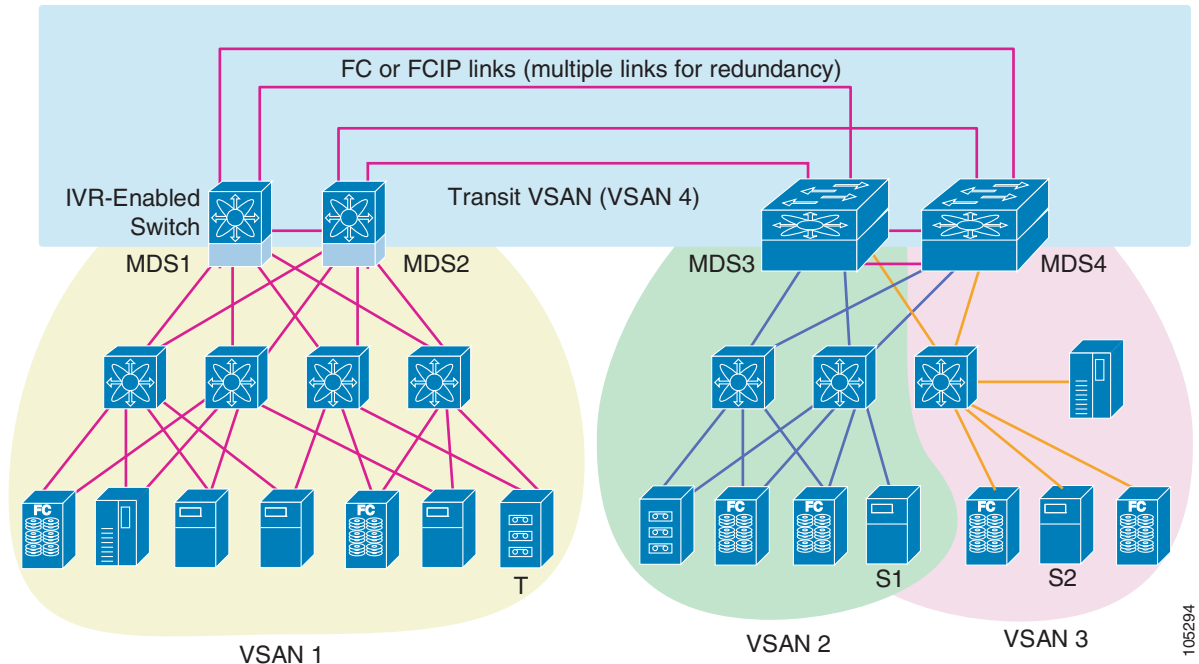 FC or FCIP links (multiple links for redundancy)
IVR-Enabled
Switch
Transit VSAN (VSAN 4)
MDS1
MDS2
MDS3
MDS4
FC
FC
FC
FC
FC
FC
T
S1
S2
VSAN 1
VSAN 2
VSAN 3
105294